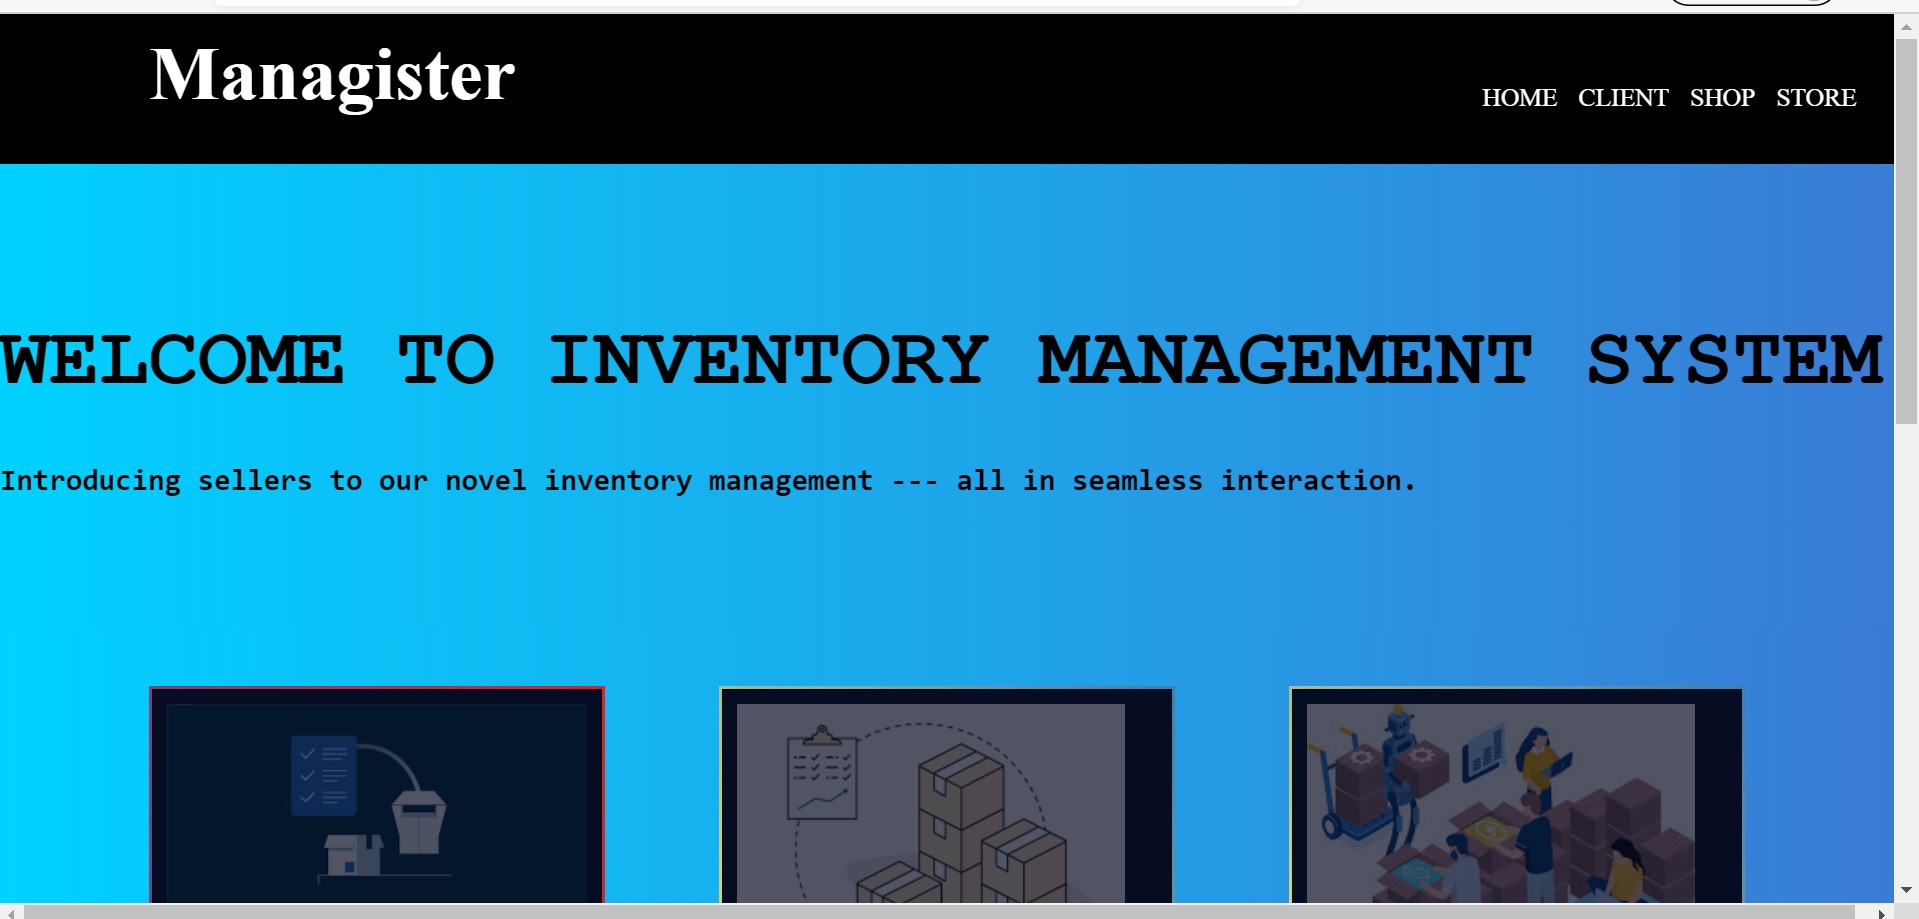 Managister
HOME CLIENT SHOP STORE
WELCOME TO INVENTORY MANAGEMENT SYSTEM
Introducing sellers to our novel inventory management --- all in seamless interaction.